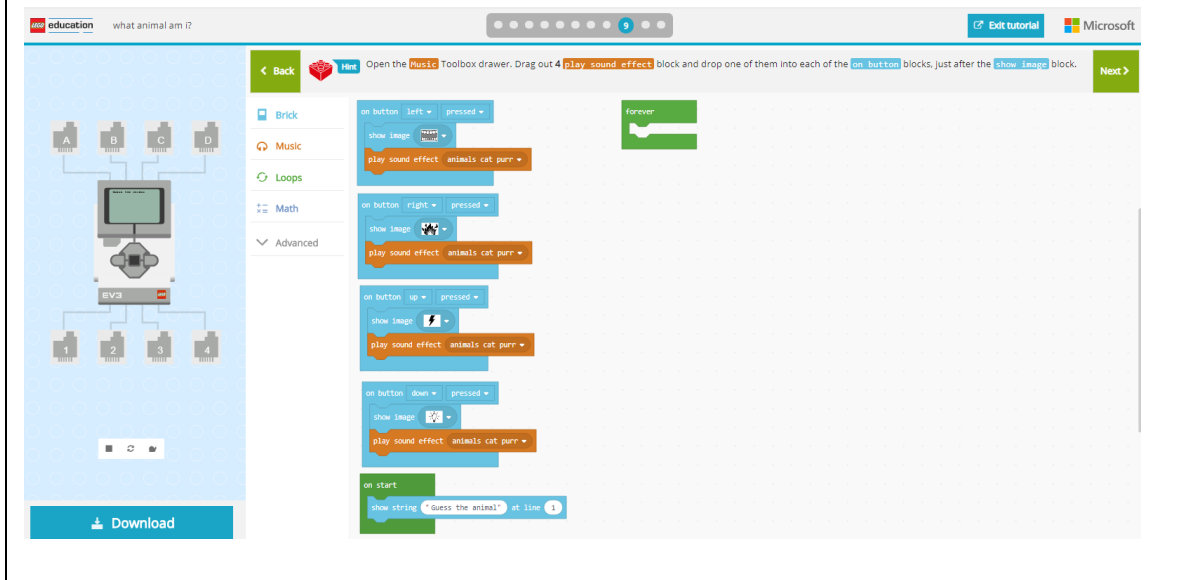 LEGO education what animal am i? 9 Exit tutorial Microsoft
Back Hint Open the Music Toolbox drawer. Drag out 4 play sound effect block and drop one of them into each of the on button blocks, just after the show image block. Next
A B C D
EV3
1 2 3 4
Download
Brick
Music
Loops
Math
Advanced
on button left pressed
show image
play sound effect animals cat purr
on button right pressed
show image
play sound effect animals cat purr
on button up pressed
show image
play sound effect animals cat purr
on button down pressed
show image
play sound effect animals cat purr
on start
show string "Guess the animal" at line 1
forever